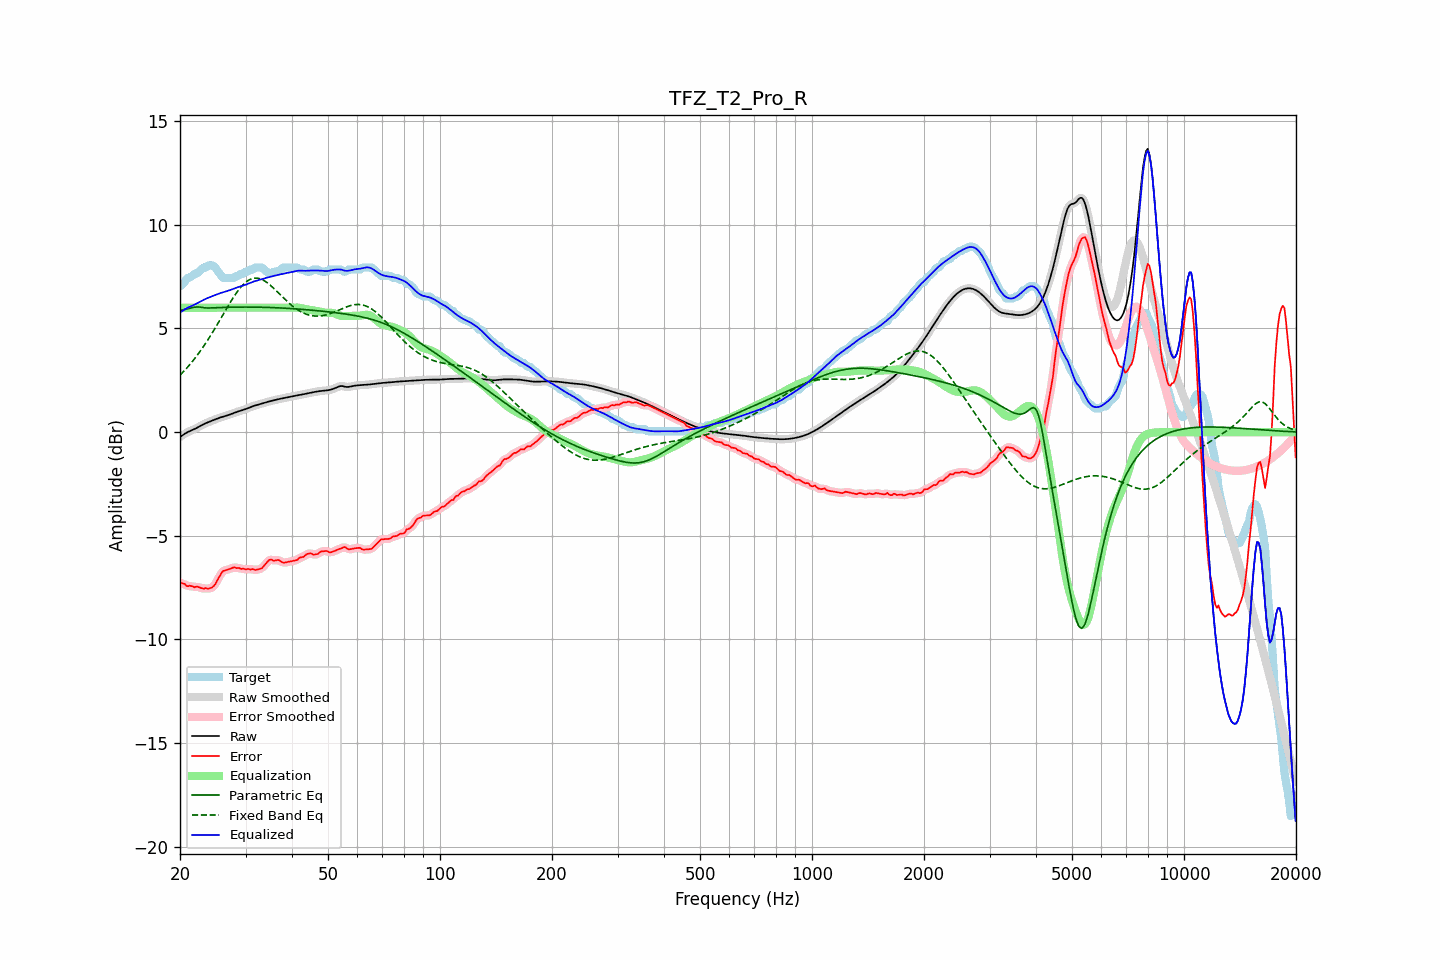 TFZ_T2_Pro_R
15
10
5
0
−5
−10
−15
−20
Amplitude (dBr)
Target
Raw Smoothed
Error Smoothed
Raw
Error
Equalization
Parametric Eq
Fixed Band Eq
Equalized
20 50 100 200 500 1000 2000 5000 10000 20000
Frequency (Hz)